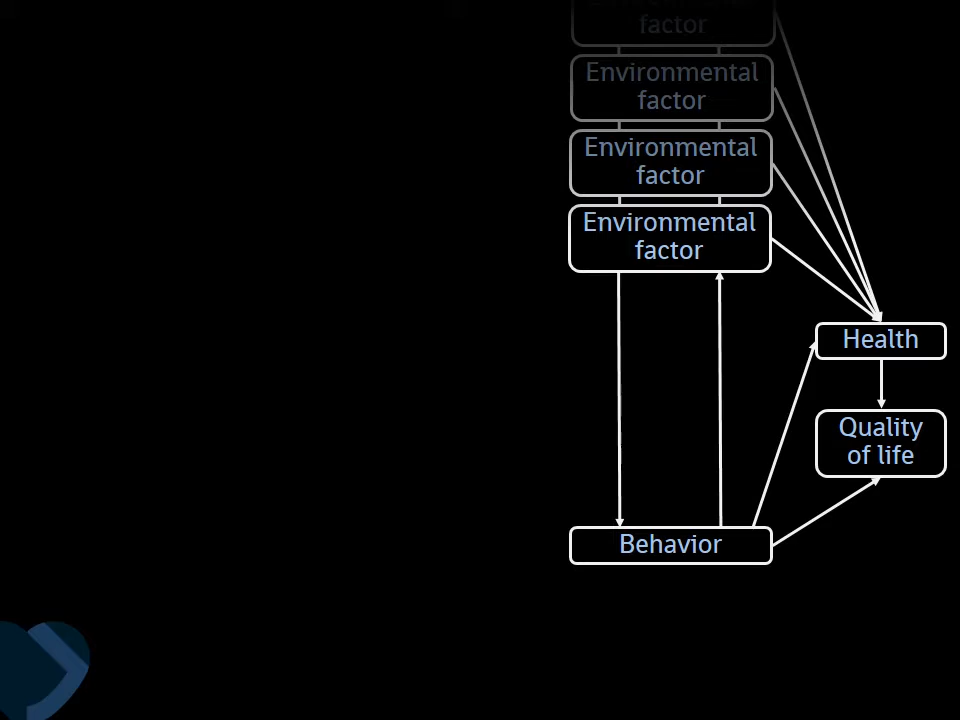 factor
Environmental
factor
Environmental
factor
Environmental
factor
Health
Quality
of life
Behavior